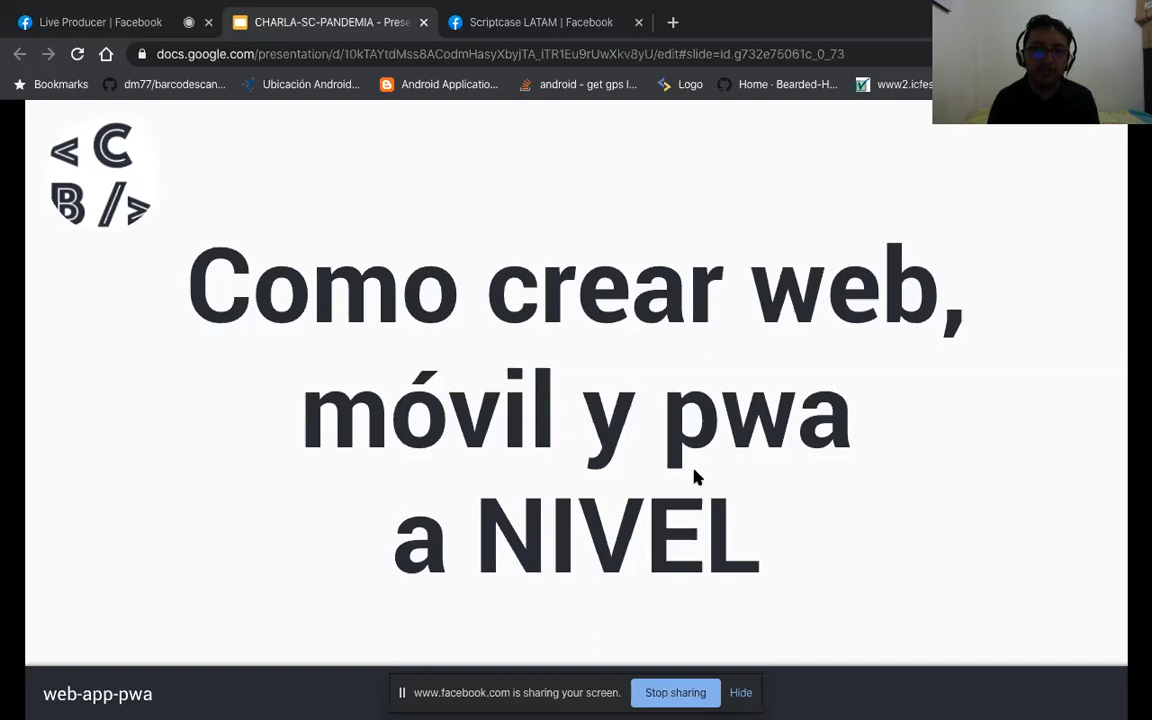 Live Producer | Facebook
CHARLA-SC-PANDEMIA - Prese
Scriptcase LATAM | Facebook
docs.google.com/presentation/d/10kTAYtdMss8ACodmHasyXbyjTA_iTR1Eu9rUwXkv8yU/edit#slide=id.g732e75061c_0_73
Bookmarks
dm77/barcodescan...
Ubicación Android...
Android Applicatio...
android - get gps l...
Logo
Home · Bearded-H...
www2.icfes
< C
B />
Como crear web,
móvil y pwa
a NIVEL
web-app-pwa
www.facebook.com is sharing your screen.
Stop sharing
Hide